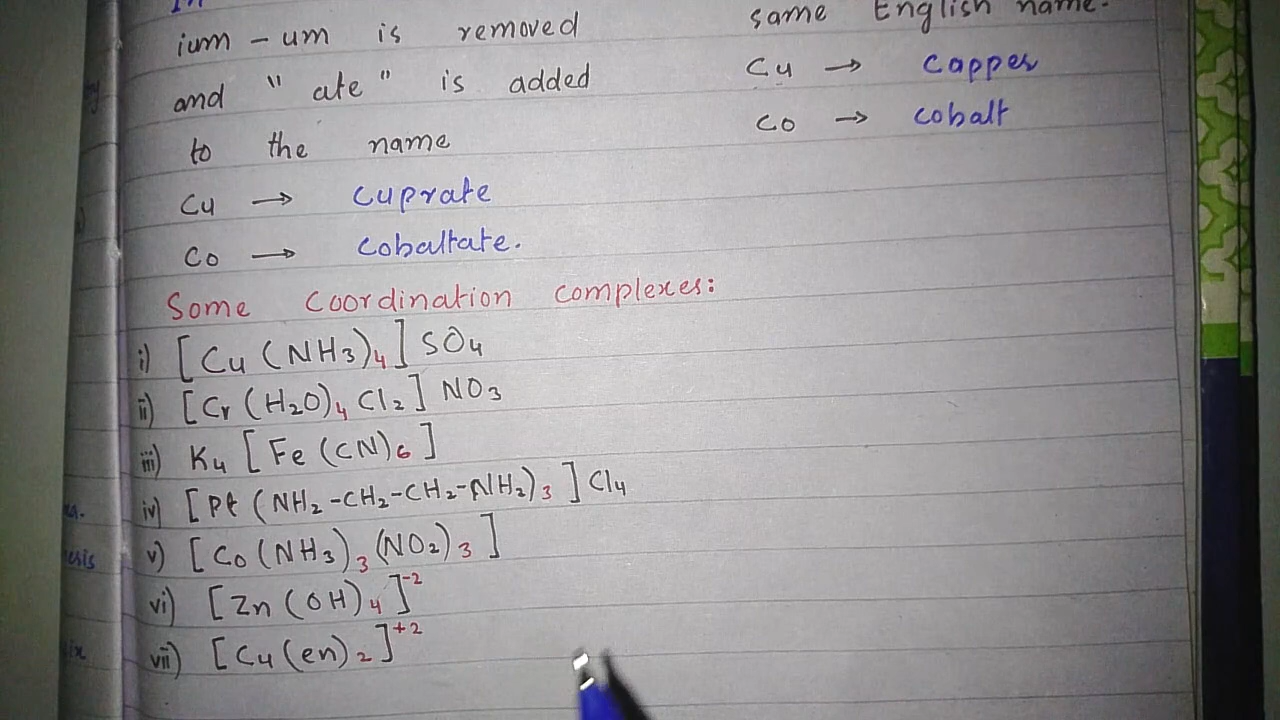 In
ium - um is removed
and " ate " is added
to the name
Cu → cuprate
Co → cobaltate.
same English name.
Cu → Copper
Co → cobalt
Some Coordination complexes:
i) [Cu(NH3)4]SO4
ii) [Cr(H2O)4Cl2]NO3
iii) K4[Fe(CN)6]
iv) [Pt(NH2-CH2-CH2-NH2)3]Cl4
v) [Co(NH3)3(NO2)3]
vi) [Zn(OH)4]-2
vii) [Cu(en)2]+2